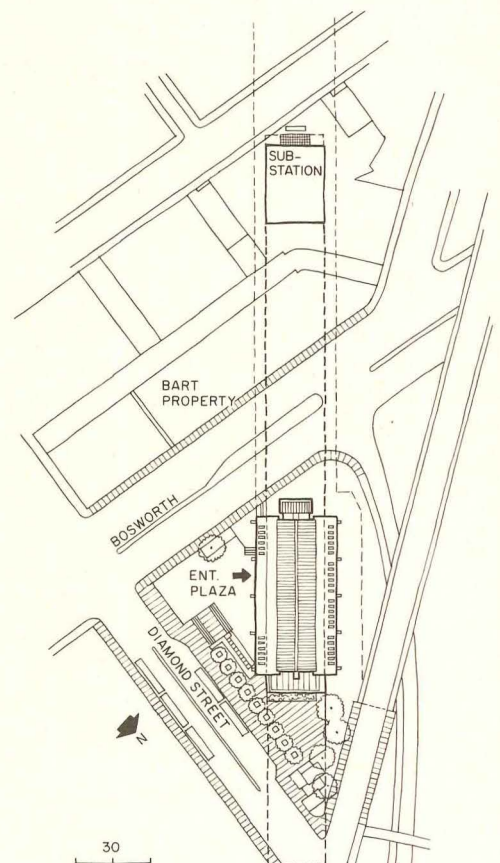 SUB-
STATION
BART
PROPERTY
BOSWORTH
ENT.
PLAZA
DIAMOND STREET
N
30